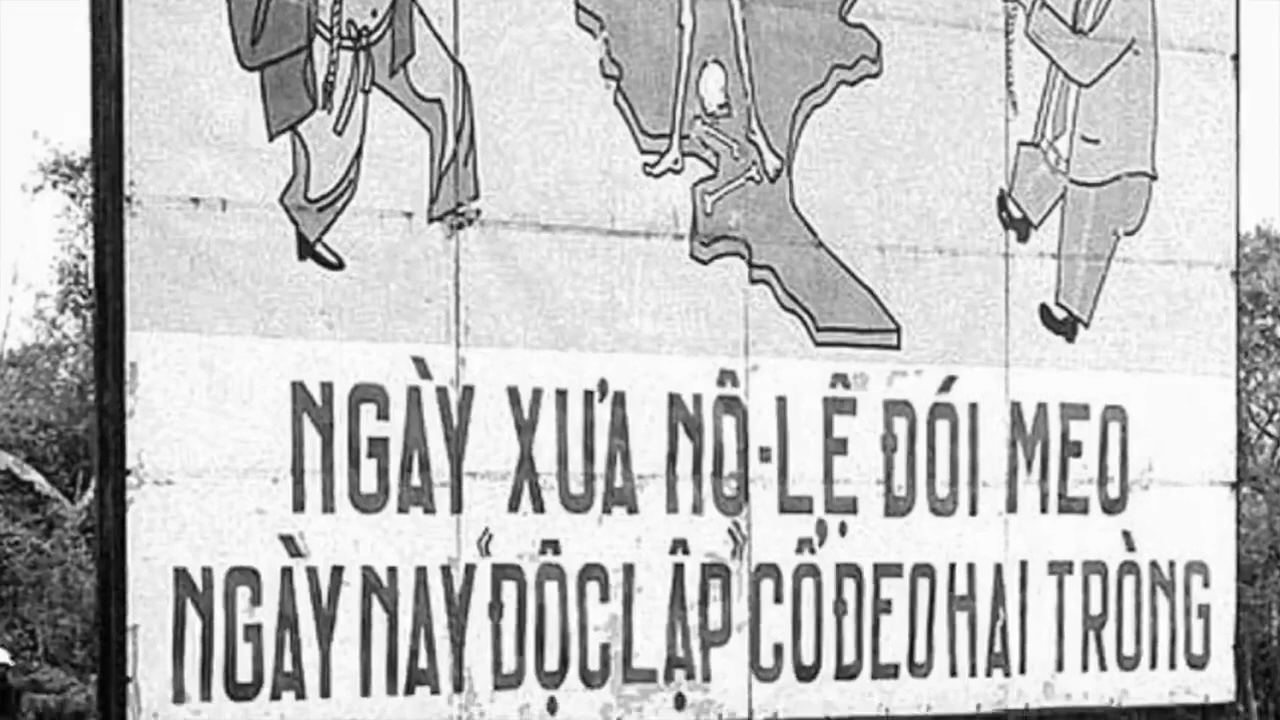 NGÀY XƯA NÔ-LỆ ĐÓI MEO
NGÀY NAY "ĐỘC LẬP" CỔ ĐEO HAI TRÒNG